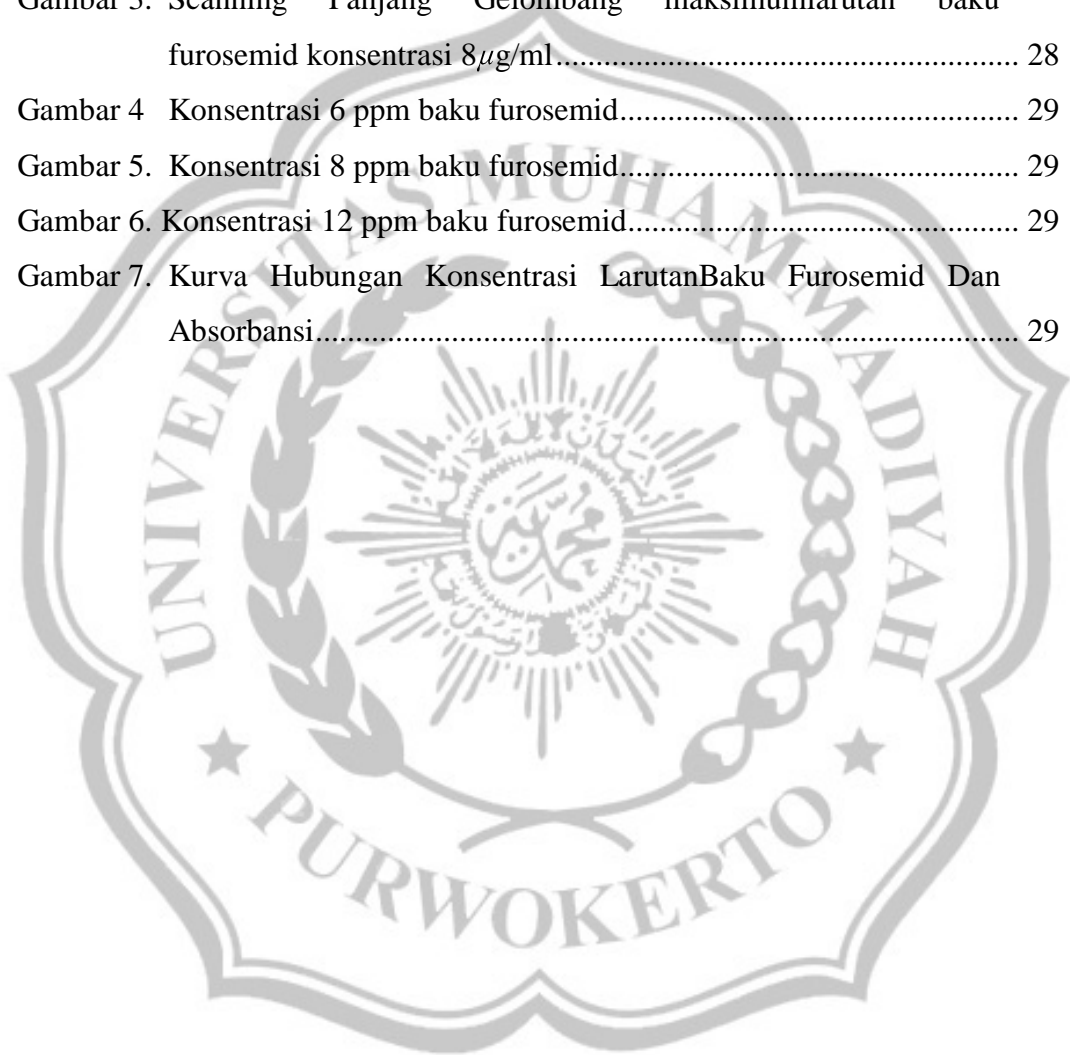 Gambar 3. Scanning Panjang Gelombang maksimumlarutan baku
furosemid konsentrasi 8µg/ml................................................................ 28
Gambar 4 Konsentrasi 6 ppm baku furosemid.................................................... 29
Gambar 5. Konsentrasi 8 ppm baku furosemid.................................................... 29
Gambar 6. Konsentrasi 12 ppm baku furosemid.................................................. 29
Gambar 7. Kurva Hubungan Konsentrasi LarutanBaku Furosemid Dan
Absorbansi........................................................................................ 29
UNIVERSITAS MUHAMMADIYAH
PURWOKERTO